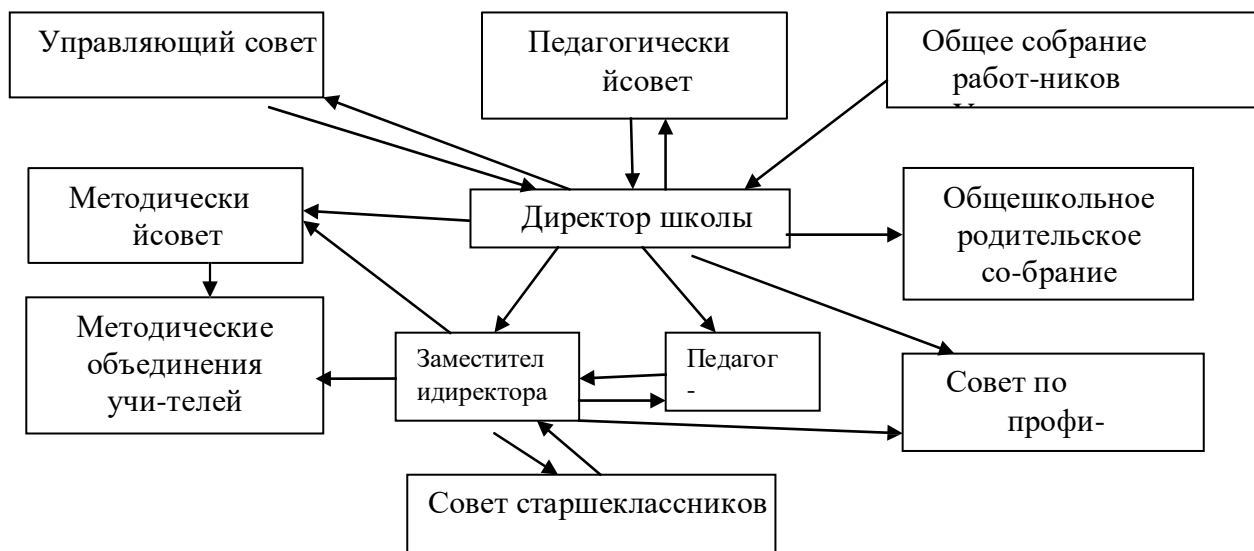 Управляющий совет
Педагогически
йсовет
Общее собрание
работ-ников
Методически
йсовет
Директор школы
Общешкольное
родительское
со-брание
Методические
объединения
учи-телей
Заместител
идиректора
Педагог
-
Совет по
профи-
Совет старшеклассников